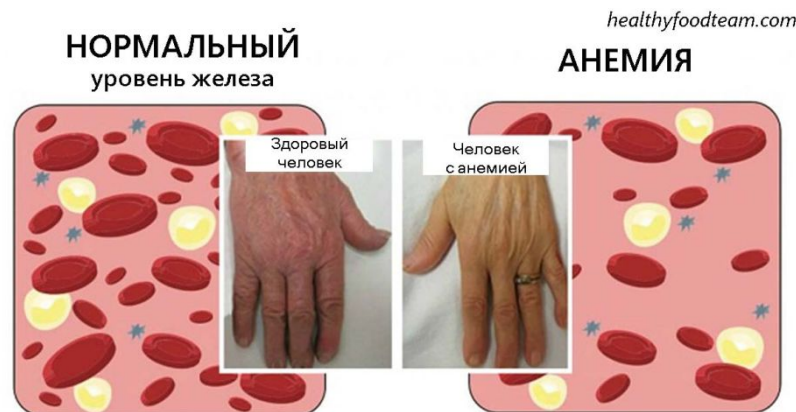 healthyfoodteam.com
НОРМАЛЬНЫЙ
уровень железа
АНЕМИЯ
Здоровый
человек
Человек
с анемией